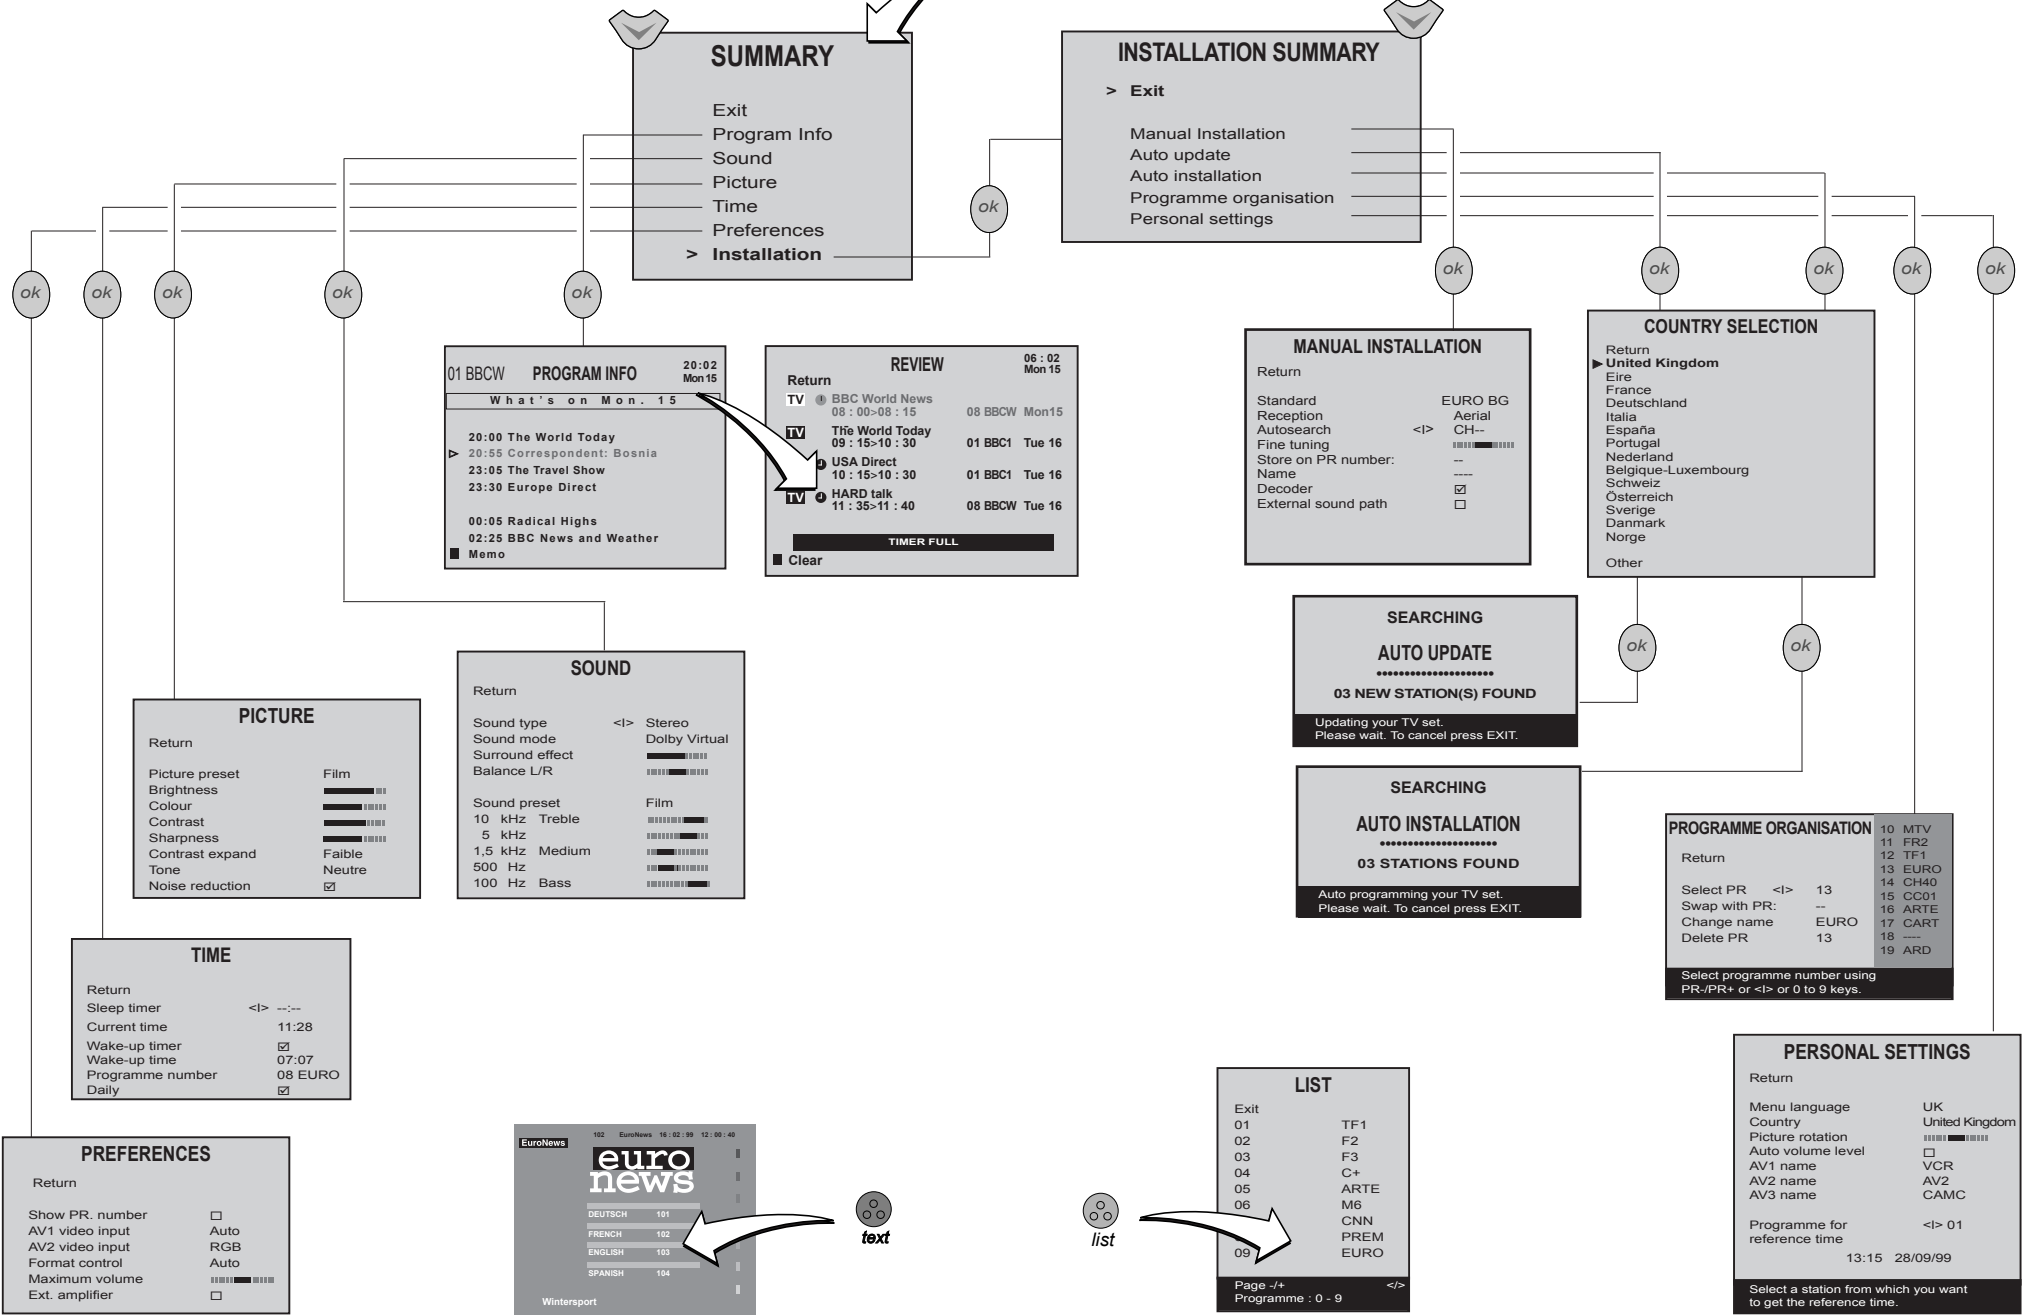 SUMMARY
Exit
Program Info
Sound
Picture
Time
Preferences
> Installation
INSTALLATION SUMMARY
> Exit
Manual Installation
Auto update
Auto installation
Programme organisation
Personal settings
ok
ok
ok
ok
ok
ok
ok
ok
ok
ok
ok
01 BBCW PROGRAM INFO 20:02
Mon 15
What's on Mon. 15
20:00 The World Today
20:55 Correspondent: Bosnia
23:05 The Travel Show
23:30 Europe Direct
00:05 Radical Highs
02:25 BBC News and Weather
Memo
REVIEW 06 : 02
Mon 15
Return
TV BBC World News
08 : 00>08 : 15 08 BBCW Mon15
TV The World Today
09 : 15>10 : 30 01 BBC1 Tue 16
USA Direct
10 : 15>10 : 30 01 BBC1 Tue 16
TV HARD talk
11 : 35>11 : 40 08 BBCW Tue 16
TIMER FULL
Clear
MANUAL INSTALLATION
Return
Standard EURO BG
Reception Aerial
Autosearch <I> CH--
Fine tuning
Store on PR number: --
Name ----
Decoder ☑
External sound path ☐
COUNTRY SELECTION
Return
▶ United Kingdom
Eire
France
Deutschland
Italia
España
Portugal
Nederland
Belgique-Luxembourg
Schweiz
Österreich
Sverige
Danmark
Norge
Other
SEARCHING
AUTO UPDATE
03 NEW STATION(S) FOUND
Updating your TV set.
Please wait. To cancel press EXIT.
ok
ok
SEARCHING
AUTO INSTALLATION
03 STATIONS FOUND
Auto programming your TV set.
Please wait. To cancel press EXIT.
SOUND
Return
Sound type <I> Stereo
Sound mode Dolby Virtual
Surround effect
Balance L/R
Sound preset Film
10 kHz Treble
5 kHz
1,5 kHz Medium
500 Hz
100 Hz Bass
PICTURE
Return
Picture preset Film
Brightness
Colour
Contrast
Sharpness
Contrast expand Faible
Tone Neutre
Noise reduction ☑
PROGRAMME ORGANISATION
Return
Select PR <I> 13
Swap with PR: --
Change name EURO
Delete PR 13
10 MTV
11 FR2
12 TF1
13 EURO
14 CH40
15 CC01
16 ARTE
17 CART
18 ----
19 ARD
Select programme number using
PR-/PR+ or <I> or 0 to 9 keys.
TIME
Return
Sleep timer <I> --:--
Current time 11:28
Wake-up timer ☑
Wake-up time 07:07
Programme number 08 EURO
Daily ☑
PERSONAL SETTINGS
Return
Menu language UK
Country United Kingdom
Picture rotation
Auto volume level ☐
AV1 name VCR
AV2 name AV2
AV3 name CAMC
Programme for <I> 01
reference time
13:15 28/09/99
Select a station from which you want
to get the reference time.
PREFERENCES
Return
Show PR. number ☐
AV1 video input Auto
AV2 video input RGB
Format control Auto
Maximum volume
Ext. amplifier ☐
EuroNews
102 EuroNews 16 : 02 : 99 12 : 00 : 40
euro
news
DEUTSCH 101
FRENCH 102
ENGLISH 103
SPANISH 104
Wintersport
text
list
LIST
Exit
01 TF1
02 F2
03 F3
04 C+
05 ARTE
06 M6
CNN
PREM
09 EURO
Page -/+ </>
Programme : 0 - 9